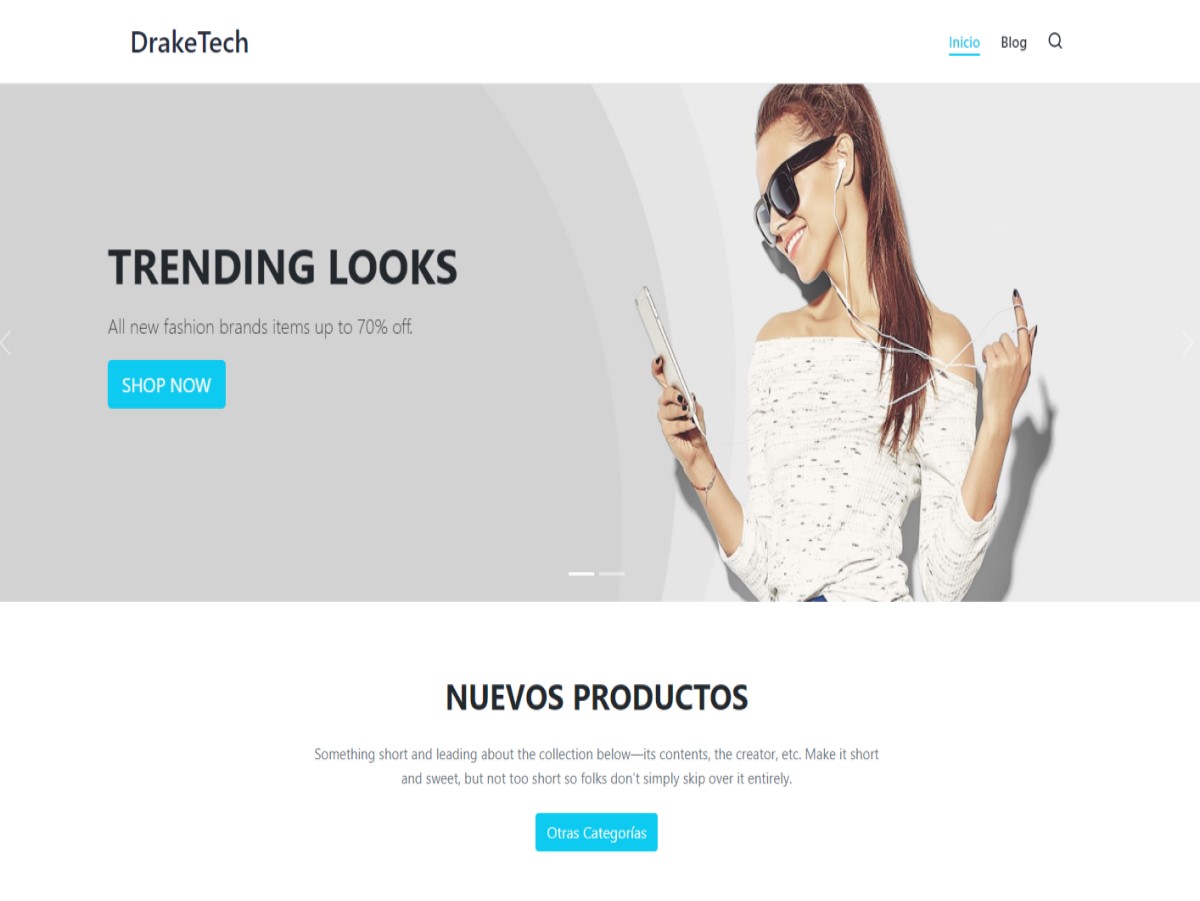 DrakeTech
Inicio Blog
TRENDING LOOKS
All new fashion brands items up to 70% off.
SHOP NOW
NUEVOS PRODUCTOS
Something short and leading about the collection below—its contents, the creator, etc. Make it short
and sweet, but not too short so folks don't simply skip over it entirely.
Otras Categorías